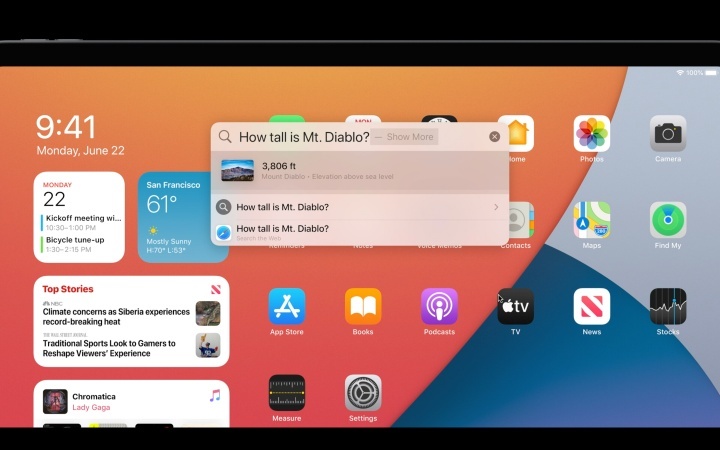 100%
9:41
Monday, June 22
MONDAY
22
Kickoff meeting wi...
10:30–1:00 PM
Bicycle tune-up
1:30–2:15 PM
San Francisco
61°
Mostly Sunny
H:70° L:53°
MON
How tall is Mt. Diablo? — Show More
3,806 ft
Mount Diablo - Elevation above sea level
How tall is Mt. Diablo?
How tall is Mt. Diablo?
Search the Web
Home
Photos
Camera
Reminders
Notes
Voice Memos
Contacts
Maps
Find My
Top Stories
NBC
Climate concerns as Siberia experiences
record-breaking heat
THE WALL STREET JOURNAL
Traditional Sports Look to Gamers to
Reshape Viewers' Experience
App Store
Books
Podcasts
tv
TV
News
Stocks
Chromatica
Lady Gaga
Measure
Settings